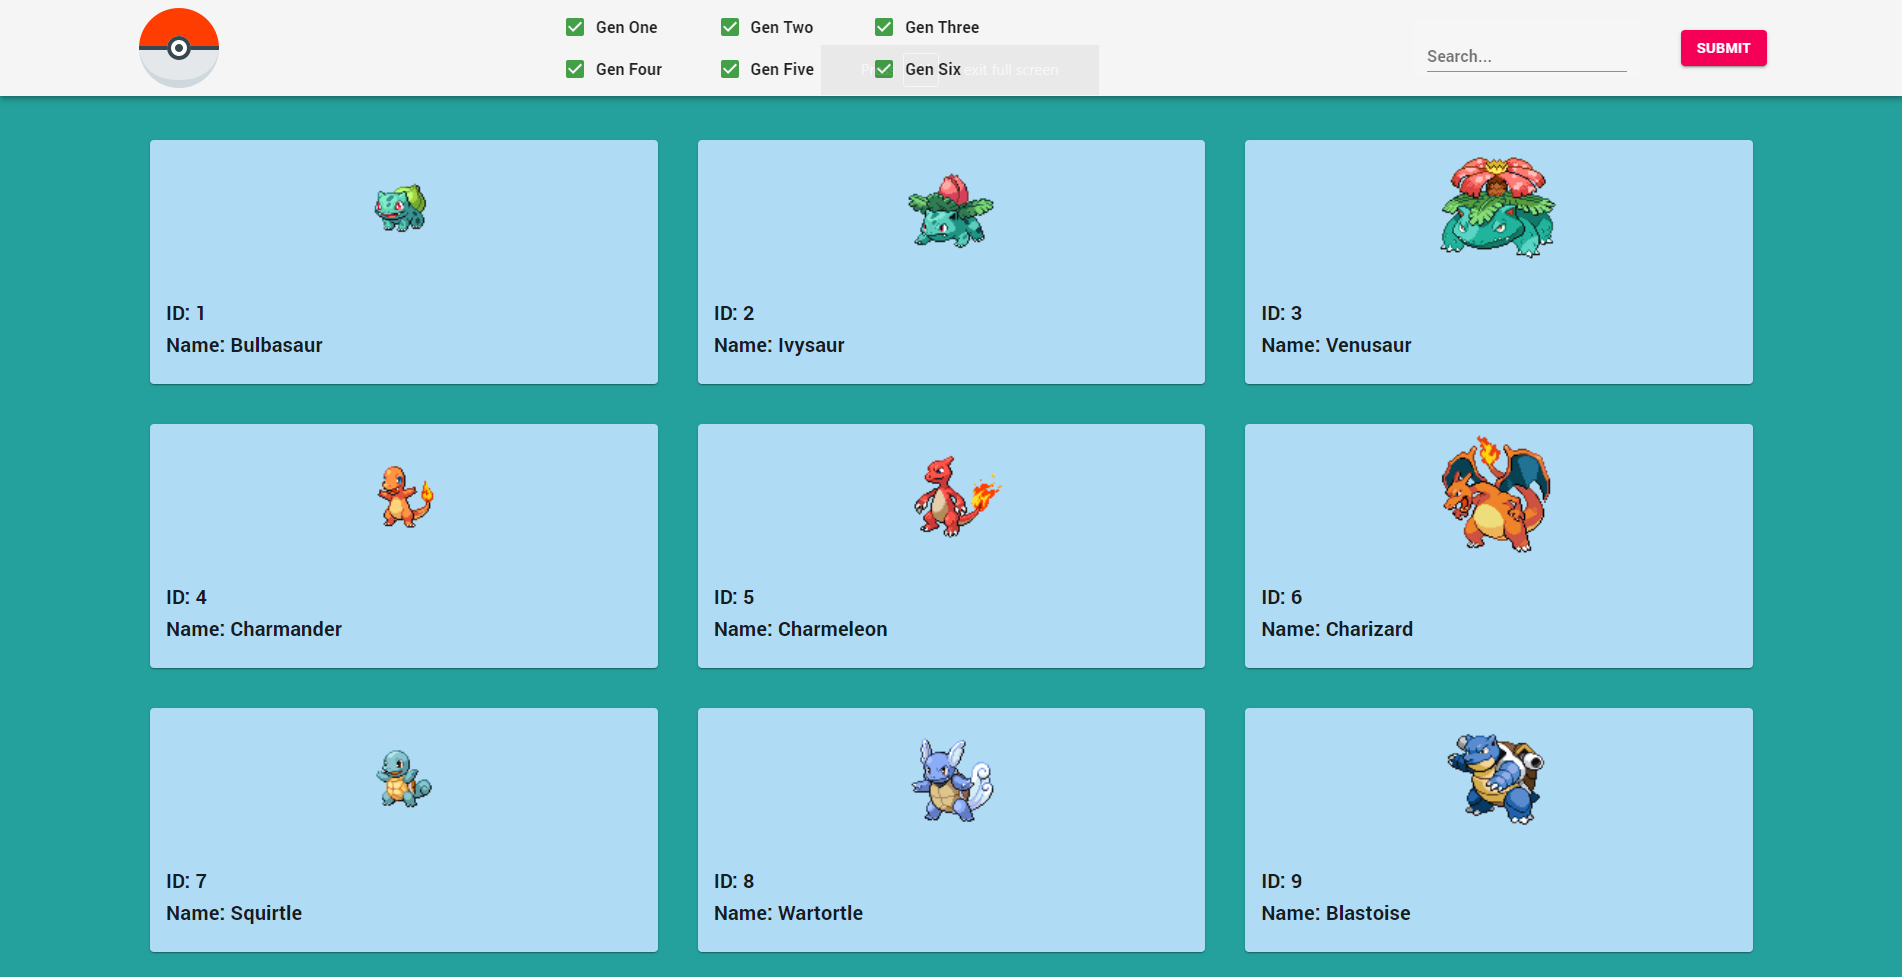 Gen One Gen Two Gen Three
Gen Four Gen Five Gen Six
exit full screen
Search...
SUBMIT
ID: 1
Name: Bulbasaur
ID: 2
Name: Ivysaur
ID: 3
Name: Venusaur
ID: 4
Name: Charmander
ID: 5
Name: Charmeleon
ID: 6
Name: Charizard
ID: 7
Name: Squirtle
ID: 8
Name: Wartortle
ID: 9
Name: Blastoise